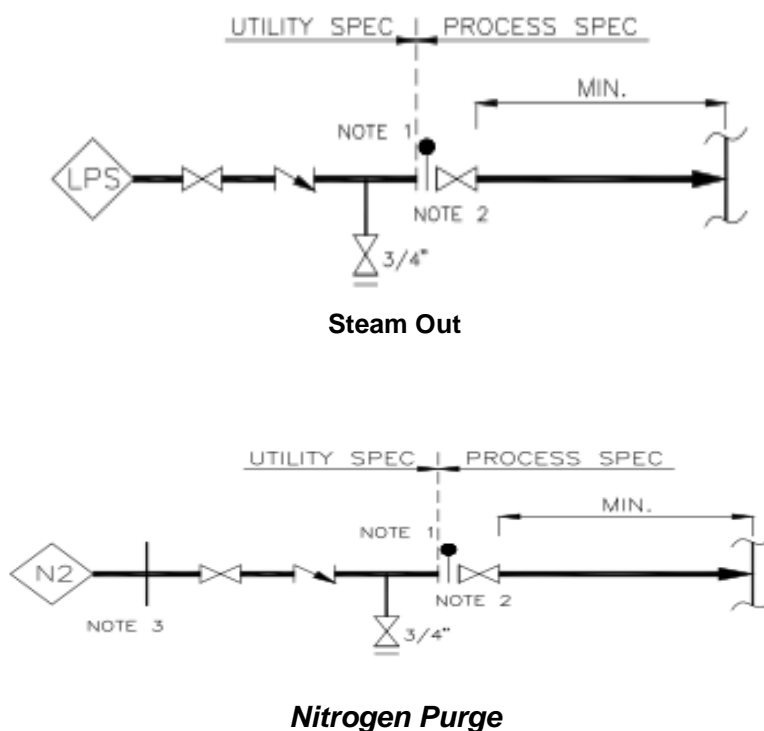 UTILITY SPEC PROCESS SPEC
MIN.
NOTE 1
LPS
NOTE 2
3/4"
Steam Out
UTILITY SPEC PROCESS SPEC
MIN.
NOTE 1
N2
NOTE 2
NOTE 3
3/4"
Nitrogen Purge